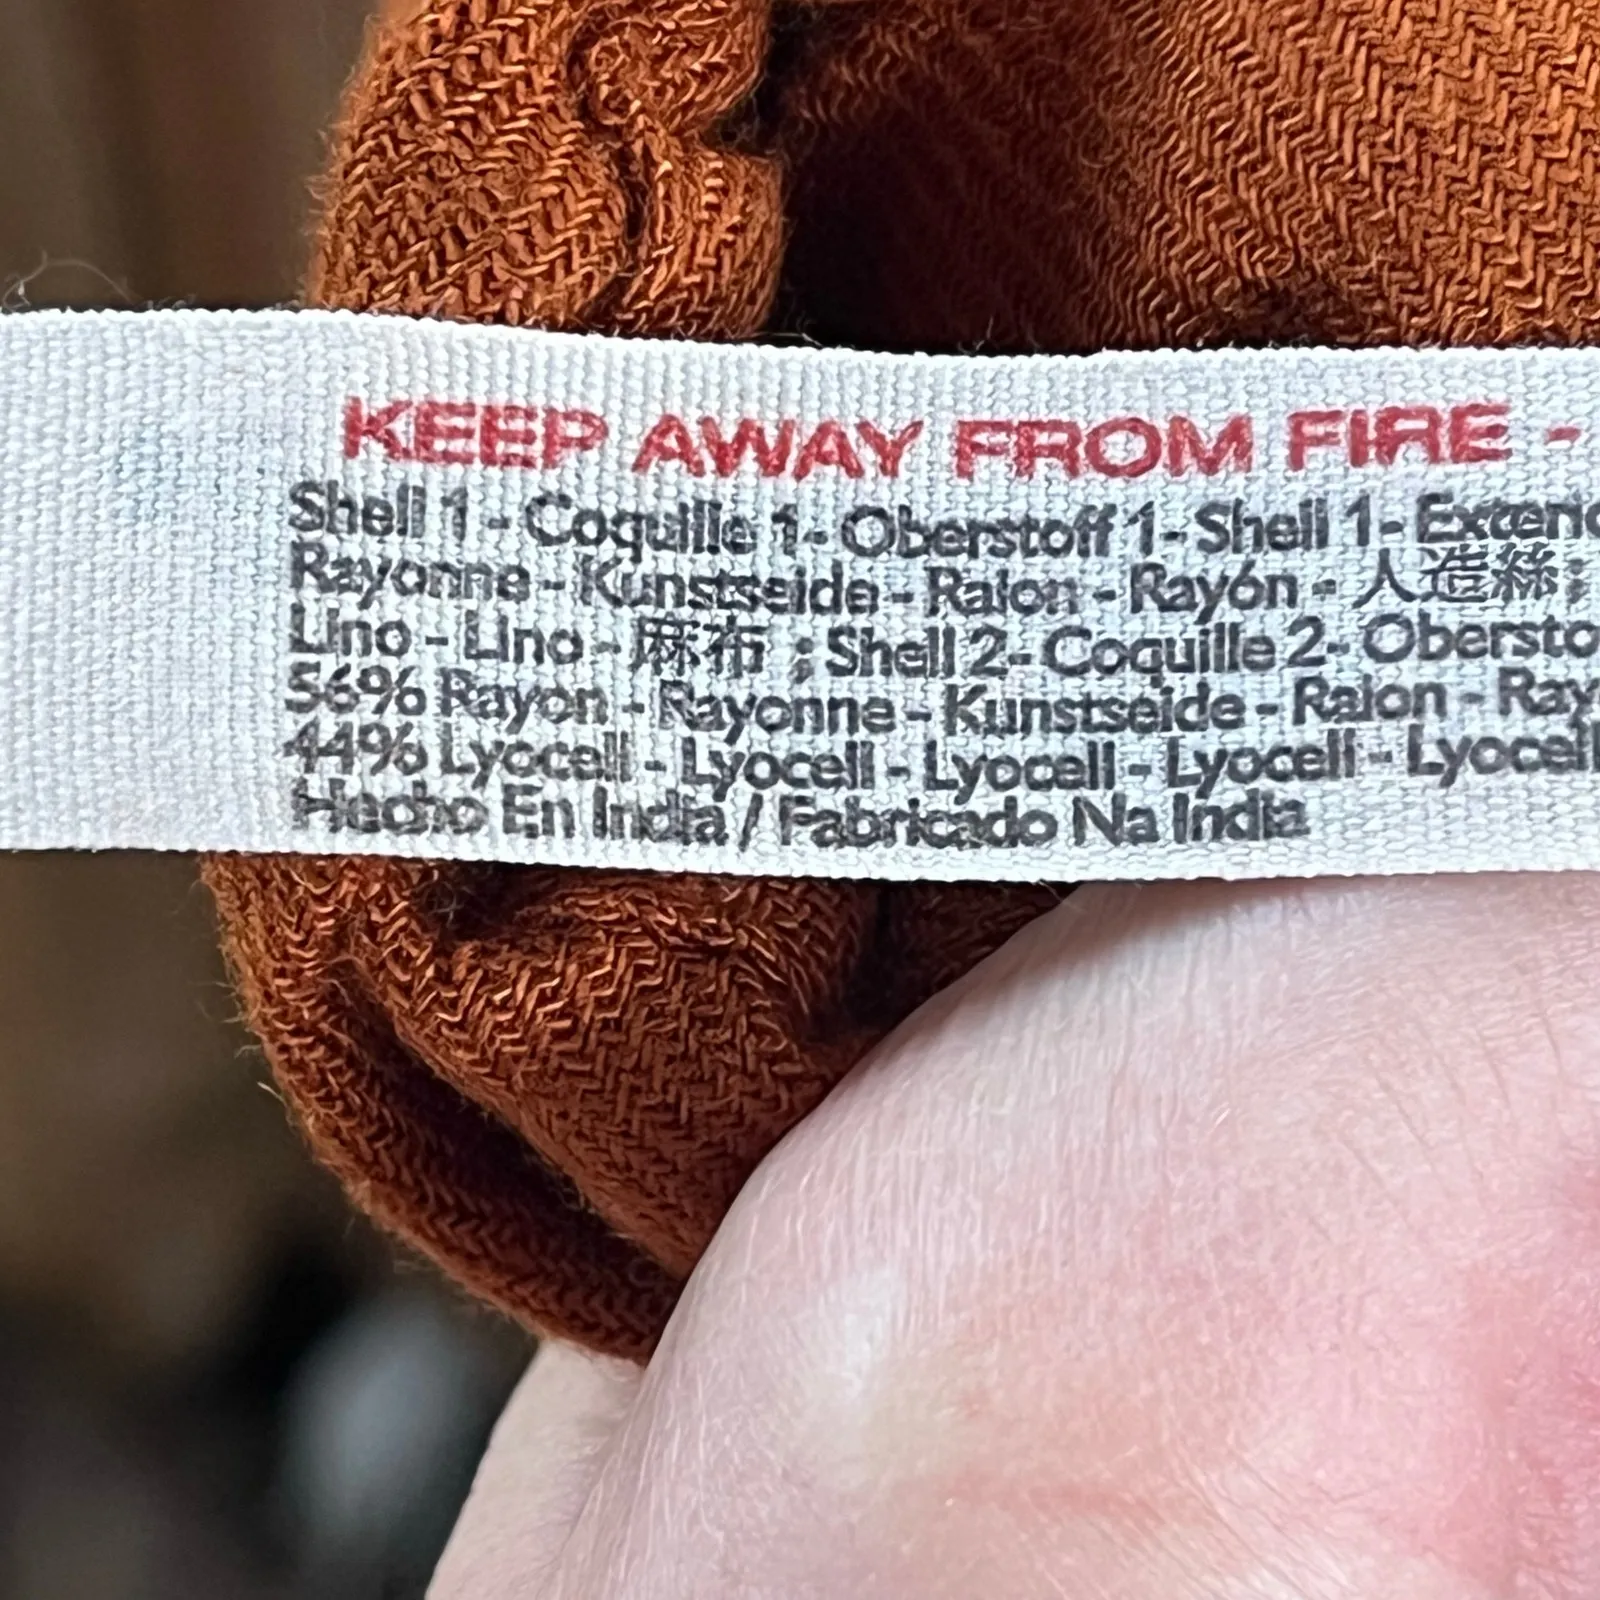 KEEP AWAY FROM FIRE -
Shell 1 - Coquille 1- Oberstoff 1- Shell 1-
Rayonne - Kunstseide - Raion - Rayón - 人造絲;
Lino - Lino - 麻布 ; Shell 2- Coquille 2-
56% Rayon - Rayonne - Kunstseide - Raion -
44% Lyocell - Lyocell - Lyocell - Lyocell - Lyocell
Hecho En India / Fabricado Na India